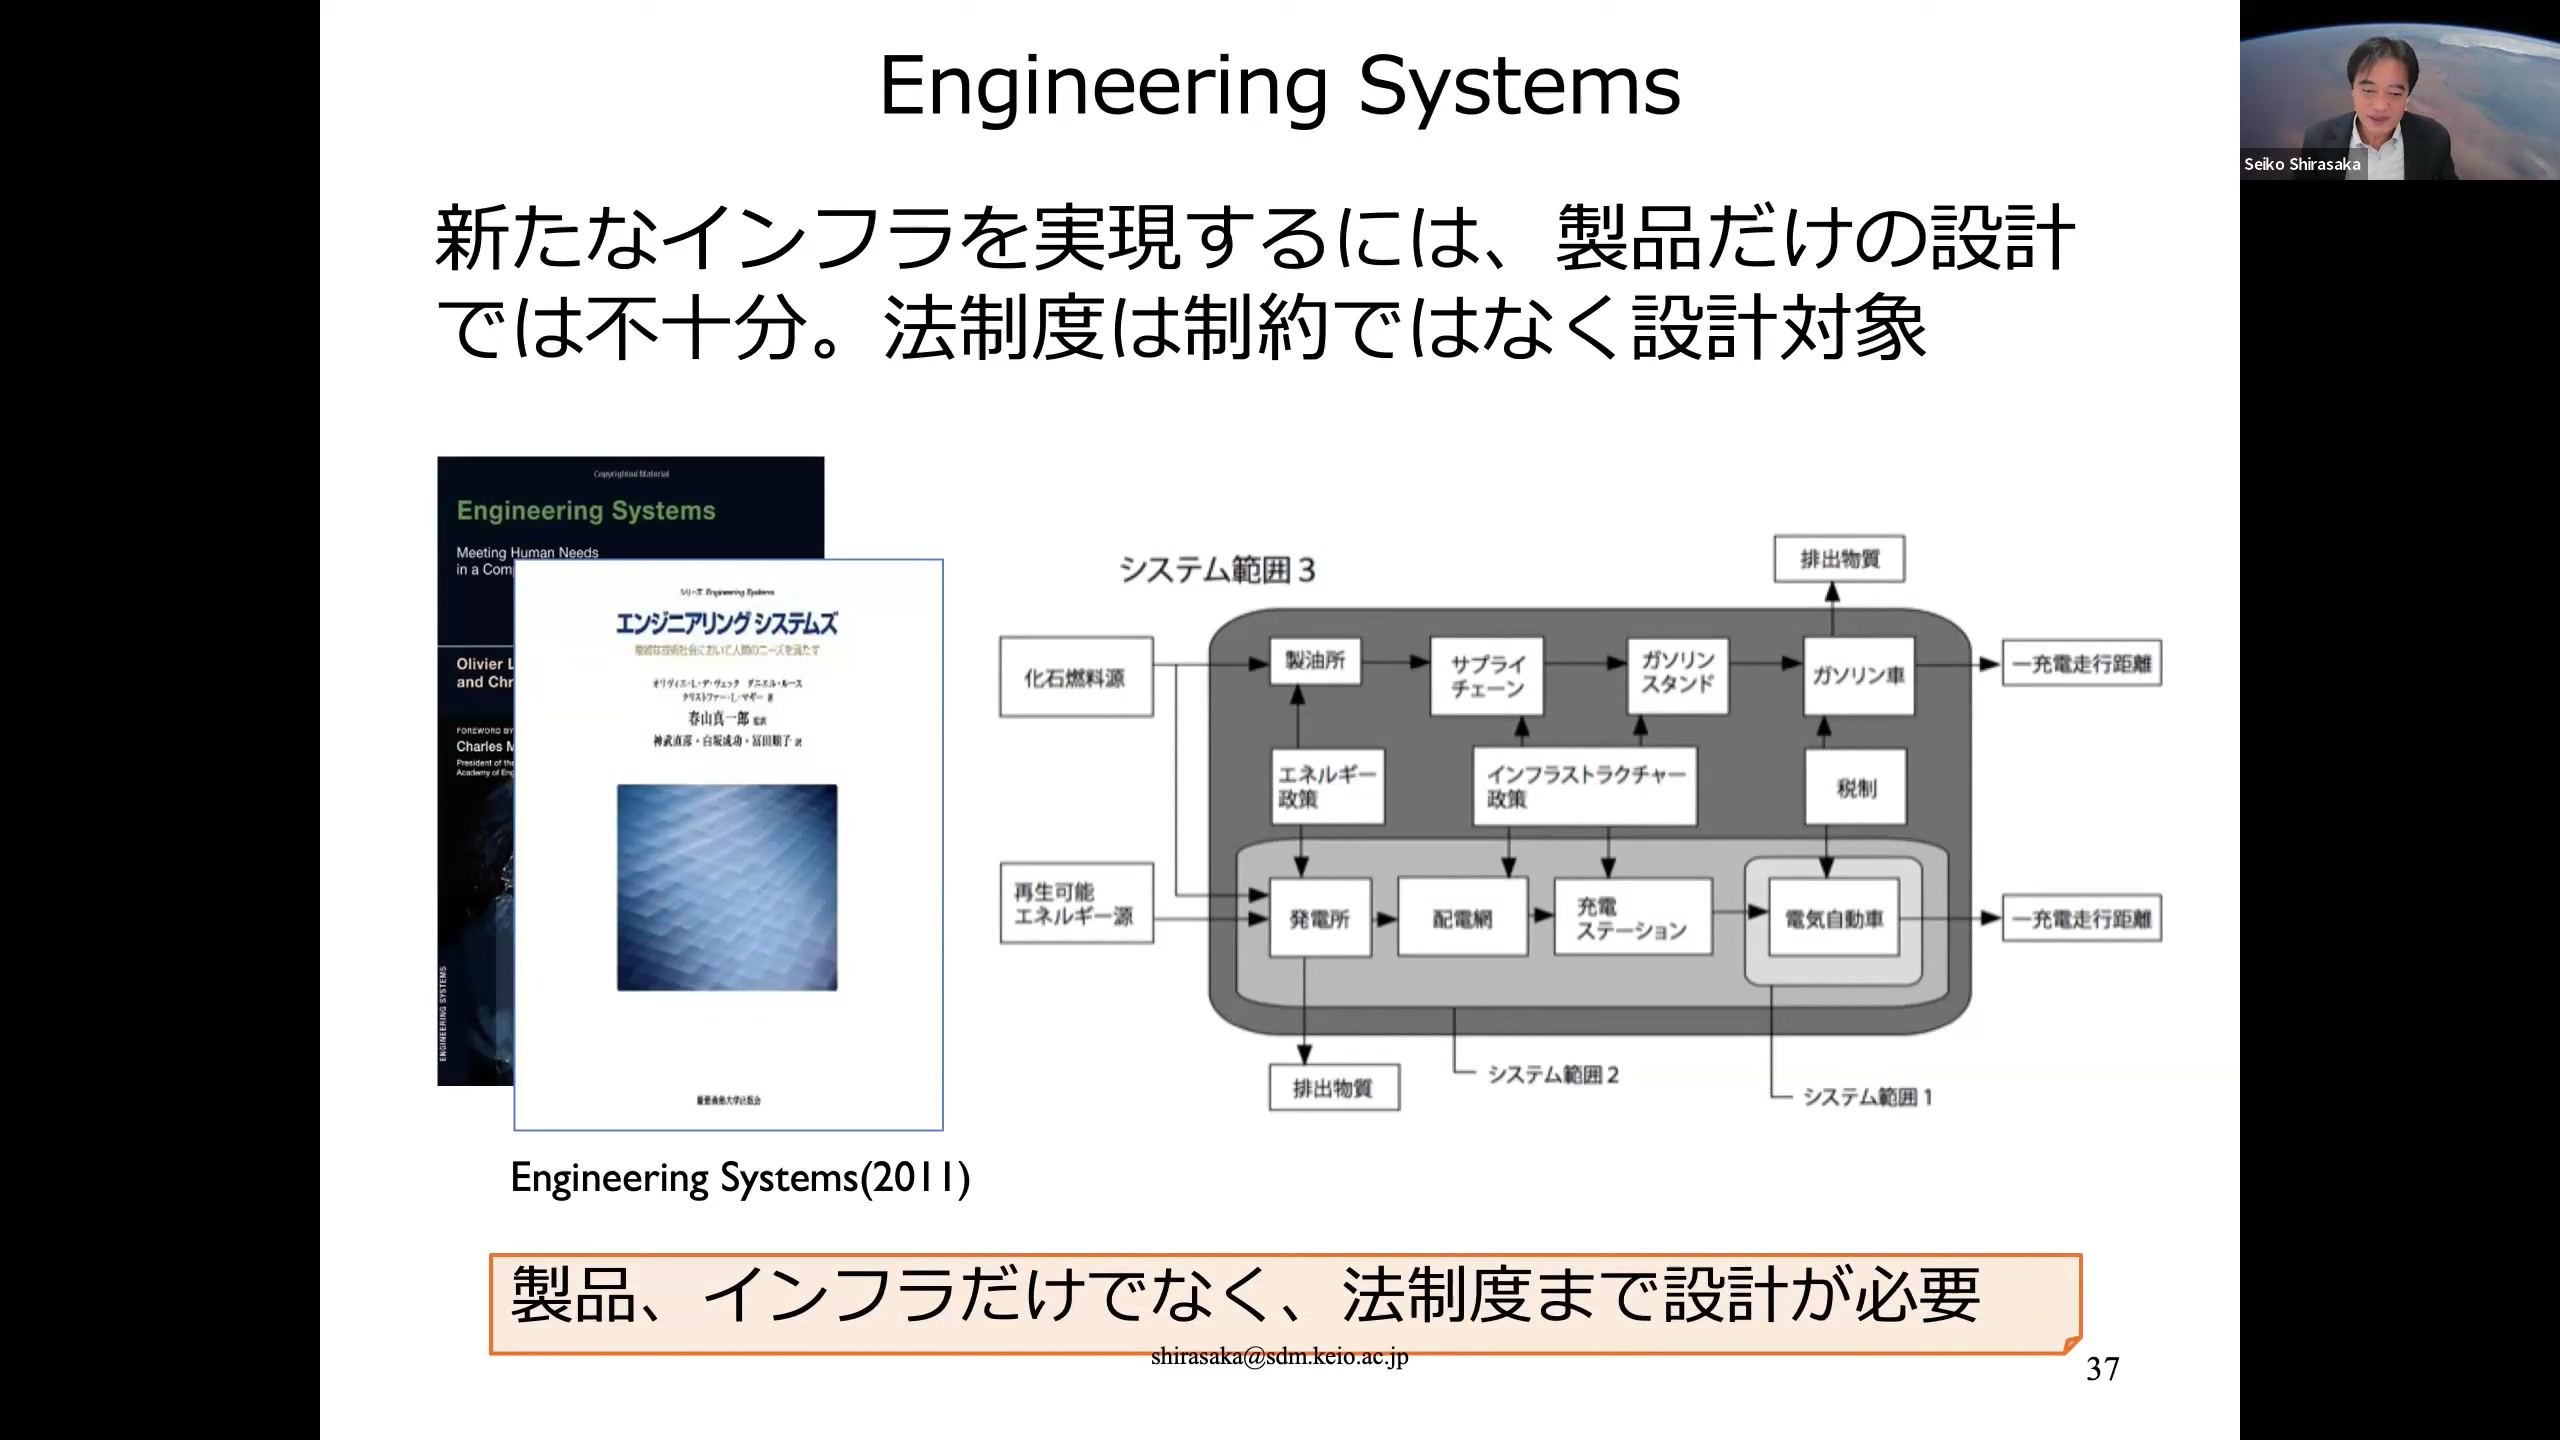 Engineering Systems
Seiko Shirasaka
新たなインフラを実現するには、製品だけの設計
では不十分。法制度は制約ではなく設計対象
Copyrighted Material
Engineering Systems
Meeting Human Needs
in a Com
Olivier L
and Chr
FOREWORD BY
Charles M
President of the
Academy of Eng
ENGINEERING SYSTEMS
シリーズ Engineering Systems
エンジニアリング システムズ
複雑な技術社会において人間のニーズを満たす
オリヴィエ・L・デ・ヴェック ダニエル・ルース
クリストファー・L・マギー 著
春山真一郎 監訳
神武直彦・白坂成功・冨田順子 訳
慶應義塾大学出版会
Engineering Systems(2011)
システム範囲3
排出物質
化石燃料源
製油所
サプライ
チェーン
ガソリン
スタンド
ガソリン車
一充電走行距離
エネルギー
政策
インフラストラクチャー
政策
税制
再生可能
エネルギー源
発電所
配電網
充電
ステーション
電気自動車
一充電走行距離
排出物質
システム範囲2
システム範囲1
製品、インフラだけでなく、法制度まで設計が必要
shirasaka@sdm.keio.ac.jp
37